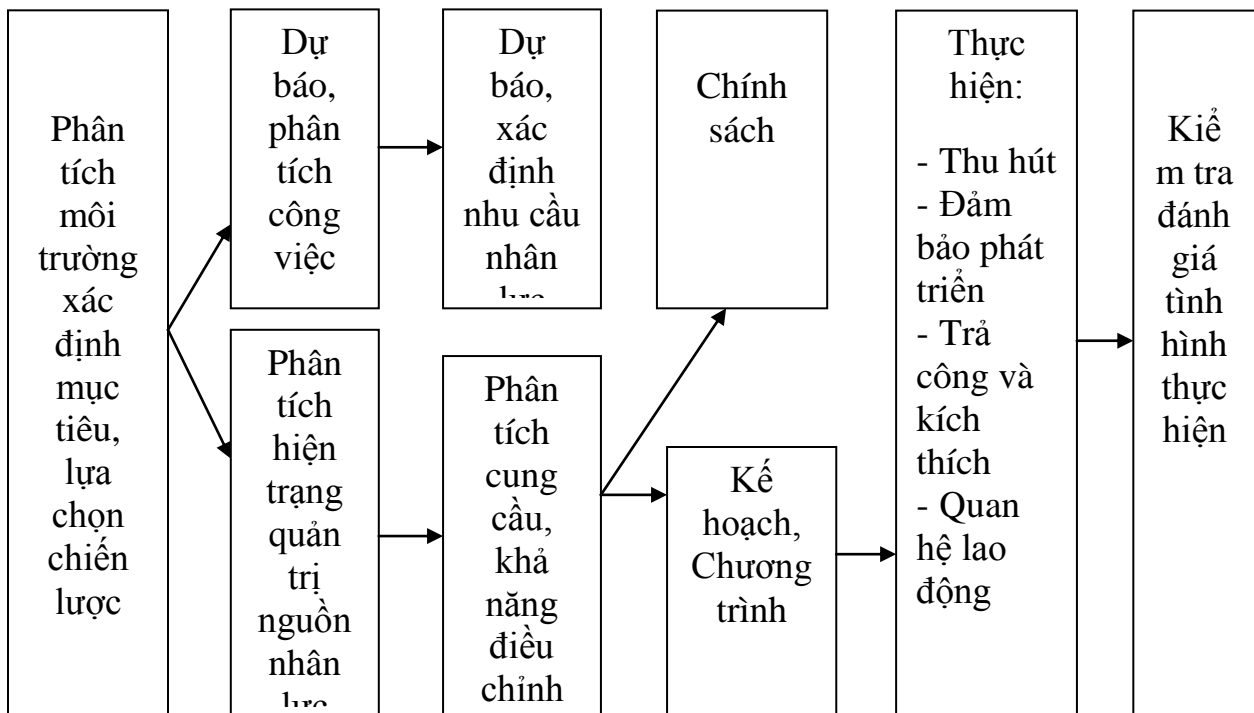 Phân
tích
môi
trường
xác
định
mục
tiêu,
lựa
chọn
chiến
lược
Dự
báo,
phân
tích
công
việc
Dự
báo,
xác
định
nhu cầu
nhân
lực
Chính
sách
Phân
tích
hiện
trạng
quản
trị
nguồn
nhân
lực
Phân
tích
cung
cầu,
khả
năng
điều
chỉnh
Kế
hoạch,
Chương
trình
Thực
hiện:
- Thu hút
- Đảm
bảo phát
triển
- Trả
công và
kích
thích
- Quan
hệ lao
động
Kiể
m tra
đánh
giá
tình
hình
thực
hiện